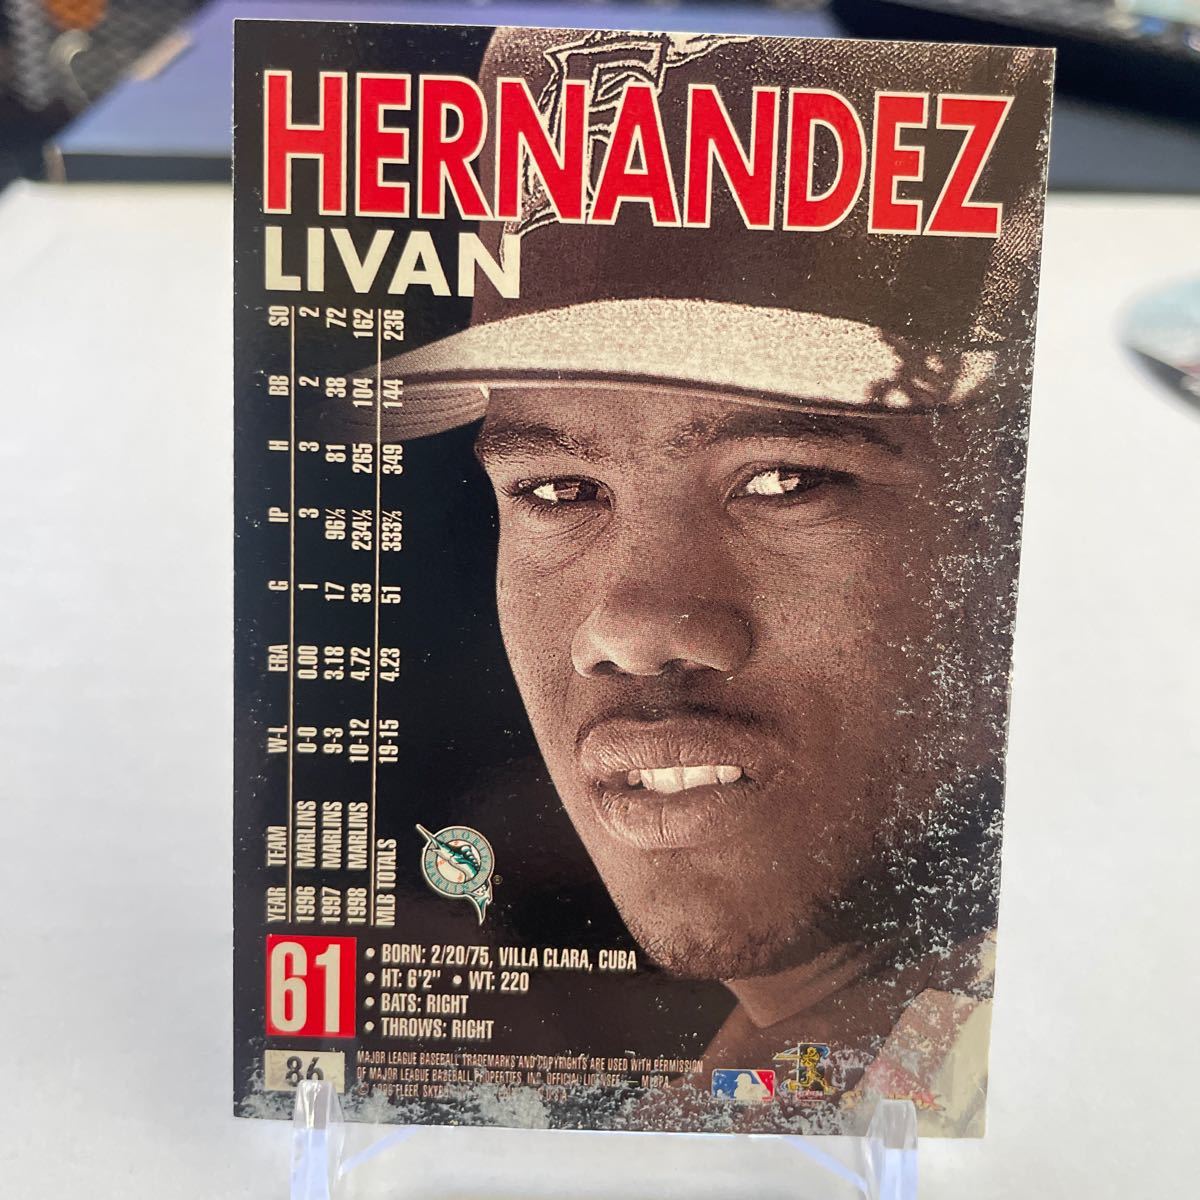 HERNANDEZ
LIVAN
YEAR TEAM W-L ERA G IP H BB SO
1996 MARLINS 0-0 0.00 1 3 3 2 2
1997 MARLINS 9-3 3.18 17 96⅓ 81 38 72
1998 MARLINS 10-12 4.72 33 234⅓ 265 104 162
MLB TOTALS 19-15 4.23 51 333⅔ 349 144 236
FLORIDA MARLINS ®
61
• BORN: 2/20/75, VILLA CLARA, CUBA
• HT: 6'2" • WT: 220
• BATS: RIGHT
• THROWS: RIGHT
86
MAJOR LEAGUE BASEBALL TRADEMARKS AND COPYRIGHTS ARE USED WITH PERMISSION
OF MAJOR LEAGUE BASEBALL PROPERTIES, INC. OFFICIAL LICENSEE — MLBPA
© FLEER U.S.A.